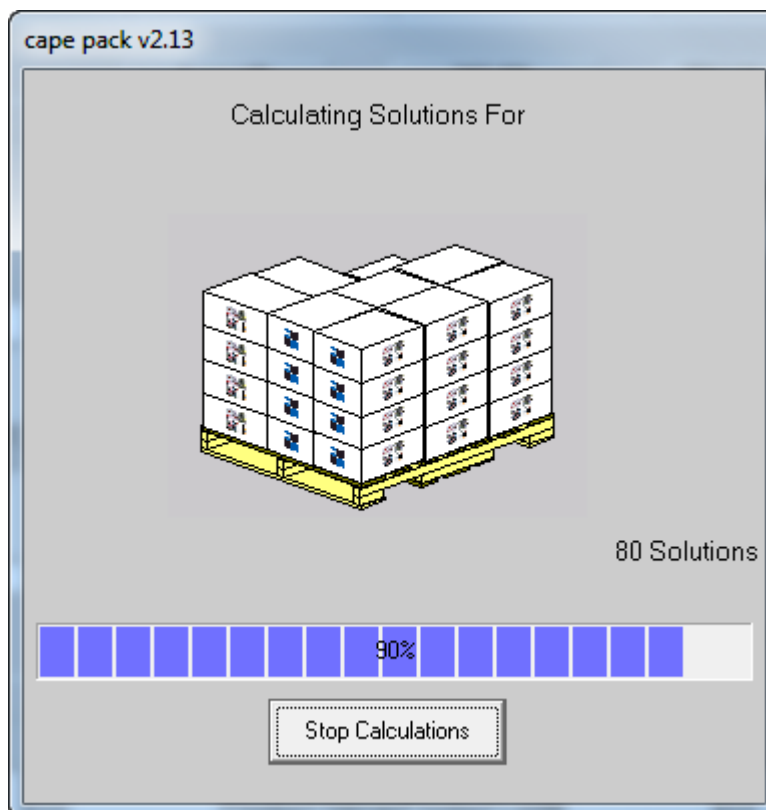 cape pack v2.13
Calculating Solutions For
80 Solutions
90%
Stop Calculations